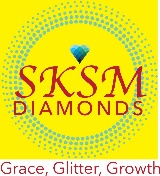 SKSM
DIAMONDS
Grace, Glitter, Growth